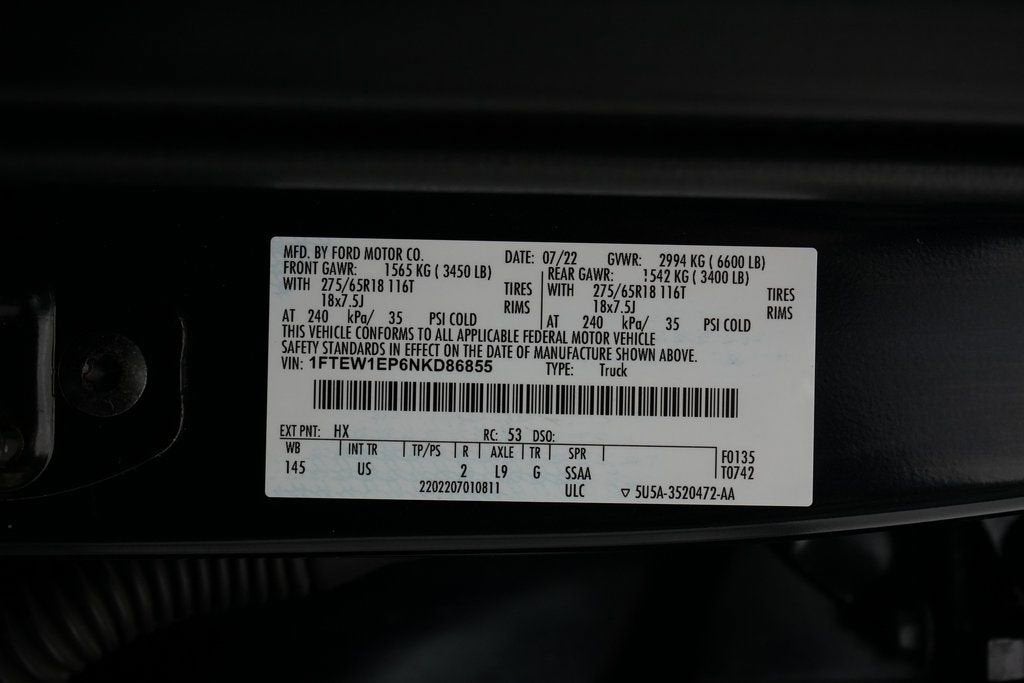 MFD. BY FORD MOTOR CO. DATE: 07/22 GVWR: 2994 KG ( 6600 LB)
FRONT GAWR: 1565 KG ( 3450 LB) REAR GAWR: 1542 KG ( 3400 LB)
WITH 275/65R18 116T TIRES WITH 275/65R18 116T TIRES
18x7.5J RIMS 18x7.5J RIMS
AT 240 kPa/ 35 PSI COLD AT 240 kPa/ 35 PSI COLD
THIS VEHICLE CONFORMS TO ALL APPLICABLE FEDERAL MOTOR VEHICLE
SAFETY STANDARDS IN EFFECT ON THE DATE OF MANUFACTURE SHOWN ABOVE.
VIN: 1FTEW1EP6NKD86855 TYPE: Truck
EXT PNT: HX RC: 53 DSO:
WB INT TR TP/PS R AXLE TR SPR F0135
145 US 2 L9 G SSAA T0742
2202207010811 ULC ▽ 5U5A-3520472-AA